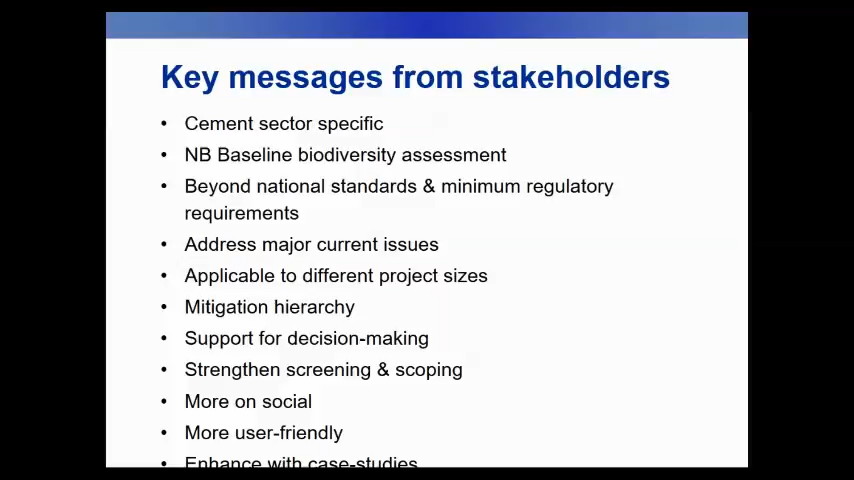 Key messages from stakeholders
• Cement sector specific
• NB Baseline biodiversity assessment
• Beyond national standards & minimum regulatory
requirements
• Address major current issues
• Applicable to different project sizes
• Mitigation hierarchy
• Support for decision-making
• Strengthen screening & scoping
• More on social
• More user-friendly
• Enhance with case-studies